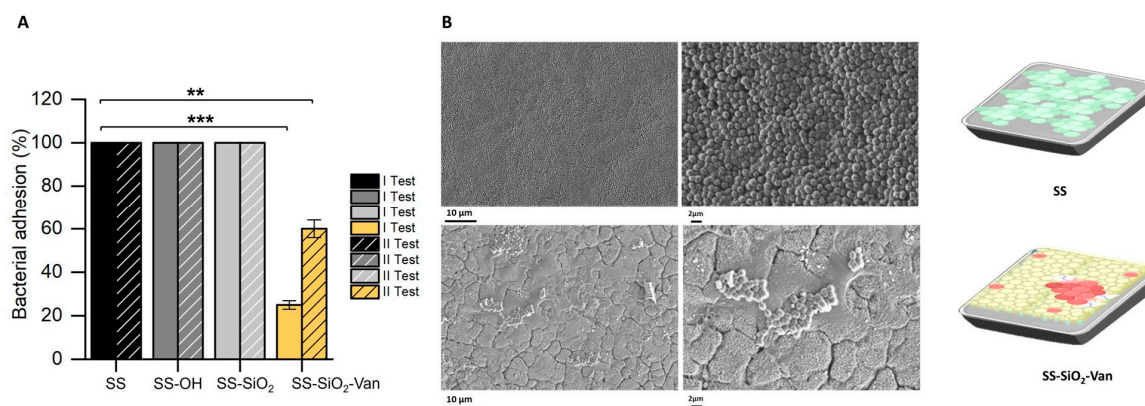 A
B
**
***
120
100
80
60
40
20
0
Bacterial adhesion (%)
SS
SS-OH
SS-SiO₂
SS-SiO₂-Van
I Test
I Test
I Test
I Test
II Test
II Test
II Test
II Test
10 μm
2μm
10 μm
2μm
SS
SS-SiO₂-Van